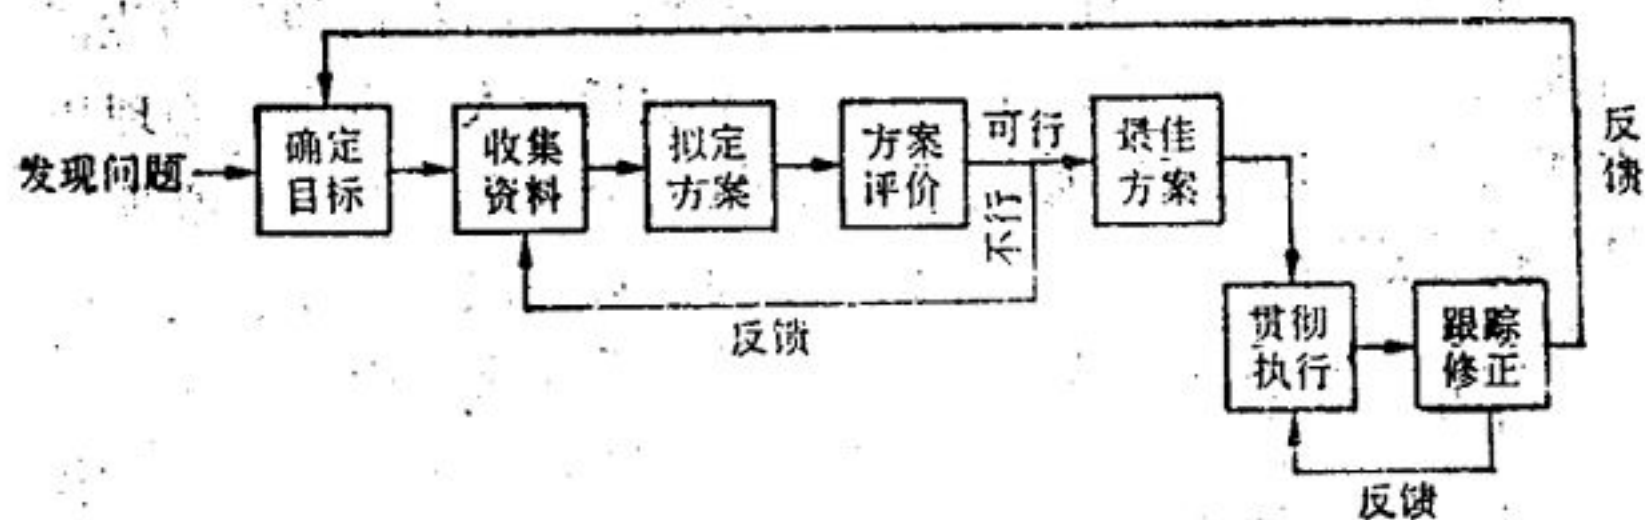 发现问题
确定
目标
收集
资料
拟定
方案
方案
评价
可行
不行
最佳
方案
反馈
贯彻
执行
跟踪
修正
反馈
反馈